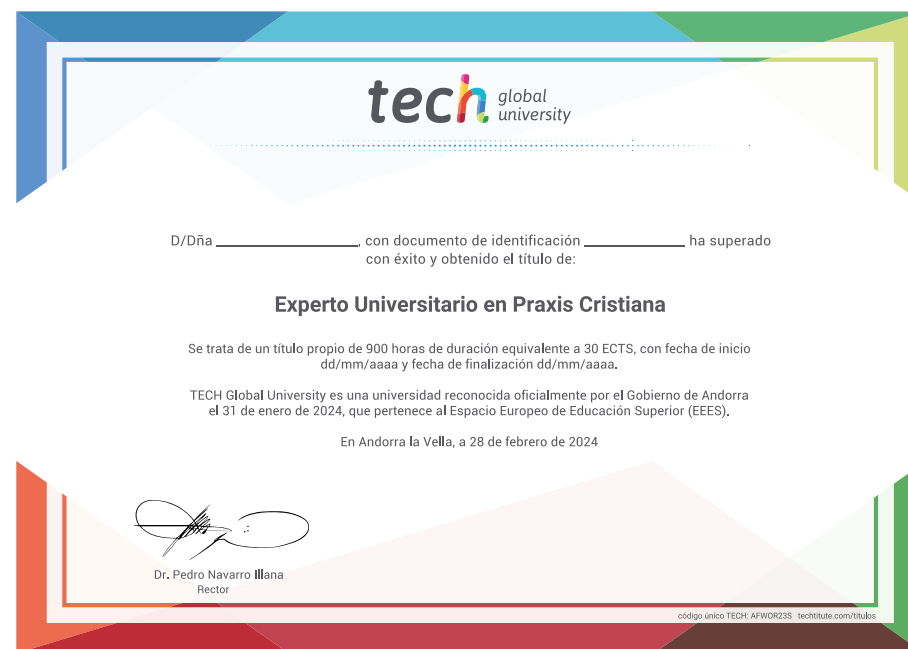 tech global
university
D/Dña ____________________, con documento de identificación ______________ ha superado
con éxito y obtenido el título de:
Experto Universitario en Praxis Cristiana
Se trata de un título propio de 900 horas de duración equivalente a 30 ECTS, con fecha de inicio
dd/mm/aaaa y fecha de finalización dd/mm/aaaa.
TECH Global University es una universidad reconocida oficialmente por el Gobierno de Andorra
el 31 de enero de 2024, que pertenece al Espacio Europeo de Educación Superior (EEES).
En Andorra la Vella, a 28 de febrero de 2024
Dr. Pedro Navarro Illana
Rector
código único TECH: AFWOR23S techtitute.com/titulos